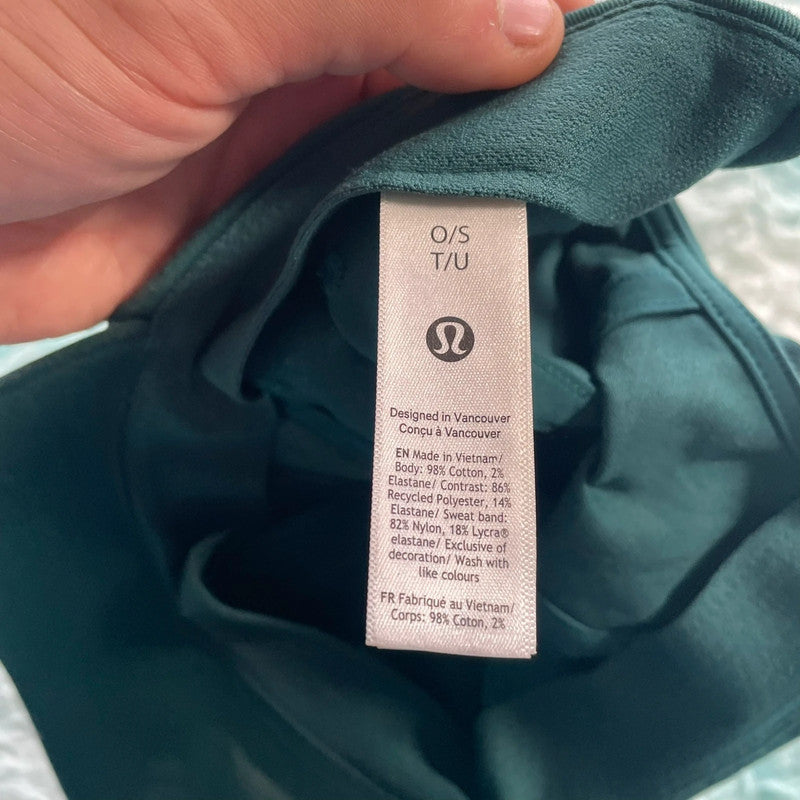 O/S
T/U
Designed in Vancouver
Conçu à Vancouver
EN Made in Vietnam/
Body: 98% Cotton, 2%
Elastane/ Contrast: 86%
Recycled Polyester, 14%
Elastane/ Sweat band:
82% Nylon, 18% Lycra®
elastane/ Exclusive of
decoration/ Wash with
like colours
FR Fabriqué au Vietnam/
Corps: 98% Coton, 2%